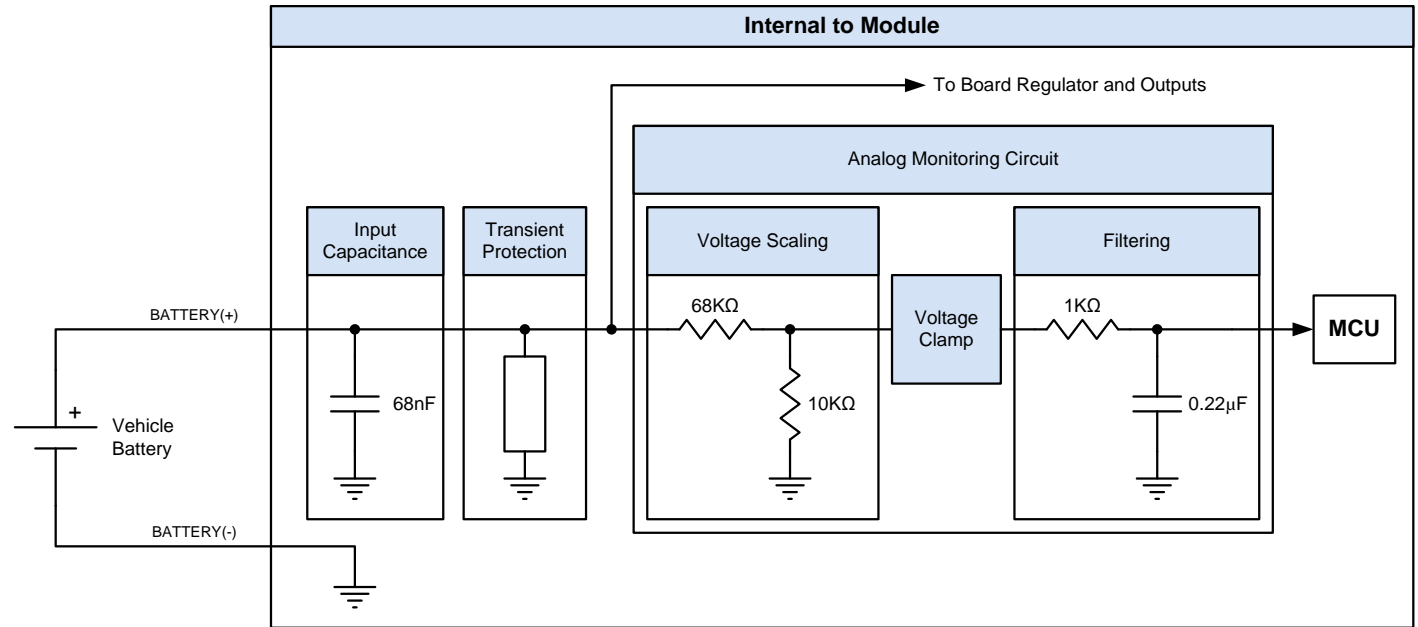 Internal to Module
To Board Regulator and Outputs
Analog Monitoring Circuit
Input
Capacitance
Transient
Protection
Voltage Scaling
Filtering
BATTERY(+)
68KΩ
Voltage
Clamp
1KΩ
MCU
68nF
10KΩ
0.22μF
+
Vehicle
Battery
BATTERY(-)